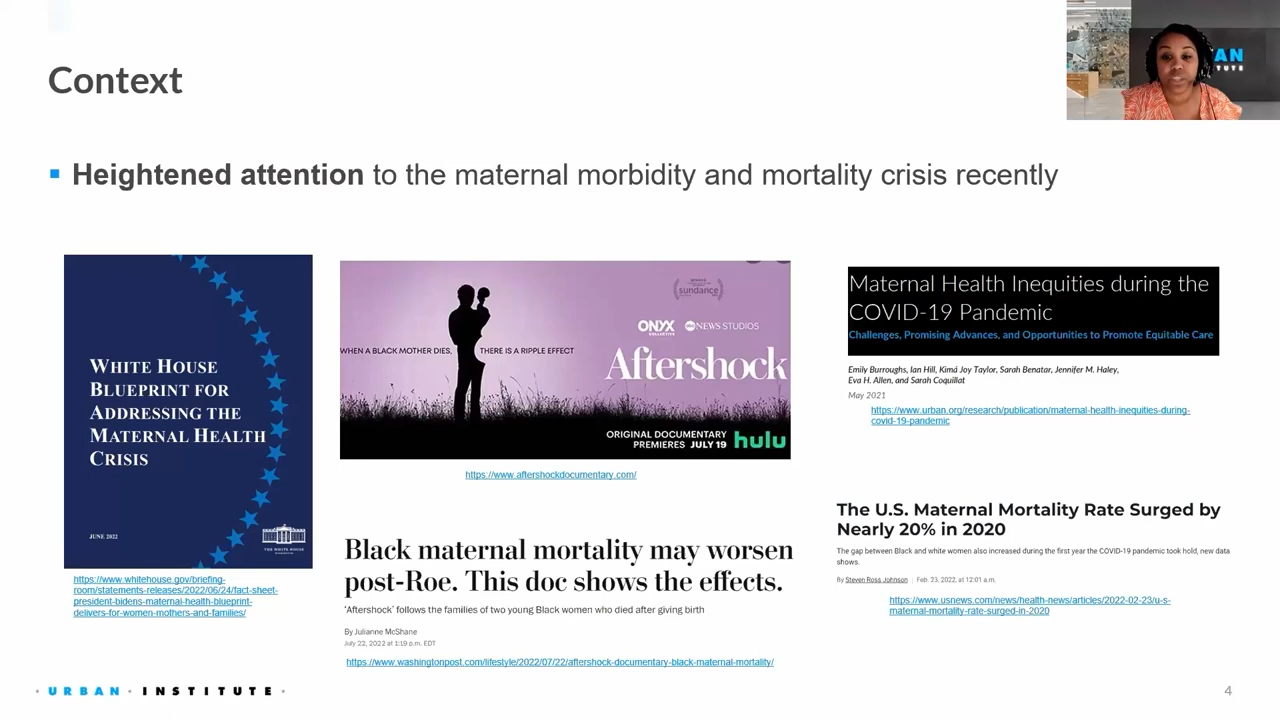 Context
AN
TUTE
▪ Heightened attention to the maternal morbidity and mortality crisis recently
WHITE HOUSE
BLUEPRINT FOR
ADDRESSING THE
MATERNAL HEALTH
CRISIS
JUNE 2022
THE WHITE HOUSE
https://www.whitehouse.gov/briefing-
room/statements-releases/2022/06/24/fact-sheet-
president-bidens-maternal-health-blueprint-
delivers-for-women-mothers-and-families/
sundance
ONYX
COLLECTIVE
abc NEWS STUDIOS
WHEN A BLACK MOTHER DIES, THERE IS A RIPPLE EFFECT
Aftershock
ORIGINAL DOCUMENTARY
PREMIERES JULY 19
hulu
https://www.aftershockdocumentary.com/
Black maternal mortality may worsen
post-Roe. This doc shows the effects.
'Aftershock' follows the families of two young Black women who died after giving birth
By Julianne McShane
July 22, 2022 at 1:19 p.m. EDT
https://www.washingtonpost.com/lifestyle/2022/07/22/aftershock-documentary-black-maternal-mortality/
Maternal Health Inequities during the
COVID-19 Pandemic
Challenges, Promising Advances, and Opportunities to Promote Equitable Care
Emily Burroughs, Ian Hill, Kimá Joy Taylor, Sarah Benatar, Jennifer M. Haley,
Eva H. Allen, and Sarah Coquillat
May 2021
https://www.urban.org/research/publication/maternal-health-inequities-during-
covid-19-pandemic
The U.S. Maternal Mortality Rate Surged by
Nearly 20% in 2020
The gap between Black and white women also increased during the first year the COVID-19 pandemic took hold, new data
shows.
By Steven Ross Johnson | Feb. 23, 2022, at 12:01 a.m.
https://www.usnews.com/news/health-news/articles/2022-02-23/u-s-
maternal-mortality-rate-surged-in-2020
· URBAN · INSTITUTE ·
4